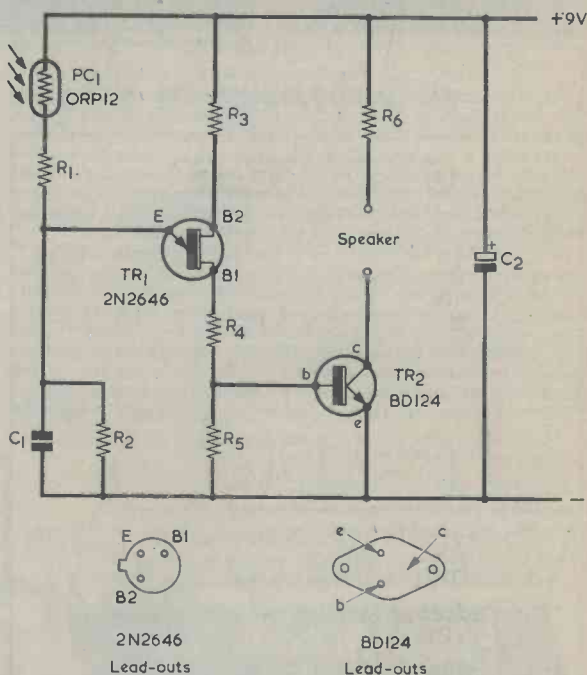 +9V
PC1
ORP12
R1
R3
R6
E
B2
TR1
2N2646
B1
Speaker
+
C2
R4
c
b
TR2
BD124
e
C1
R2
R5
E
B1
B2
2N2646
Lead-outs
e
c
b
BD124
Lead-outs